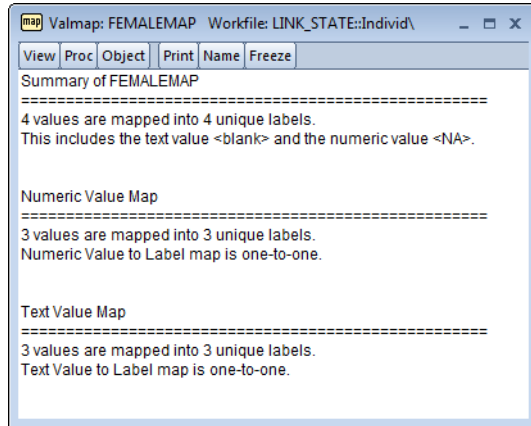 map Valmap: FEMALEMAP Workfile: LINK_STATE::Individ\
View Proc Object Print Name Freeze
Summary of FEMALEMAP
====================================================
4 values are mapped into 4 unique labels.
This includes the text value <blank> and the numeric value <NA>.
Numeric Value Map
====================================================
3 values are mapped into 3 unique labels.
Numeric Value to Label map is one-to-one.
Text Value Map
====================================================
3 values are mapped into 3 unique labels.
Text Value to Label map is one-to-one.